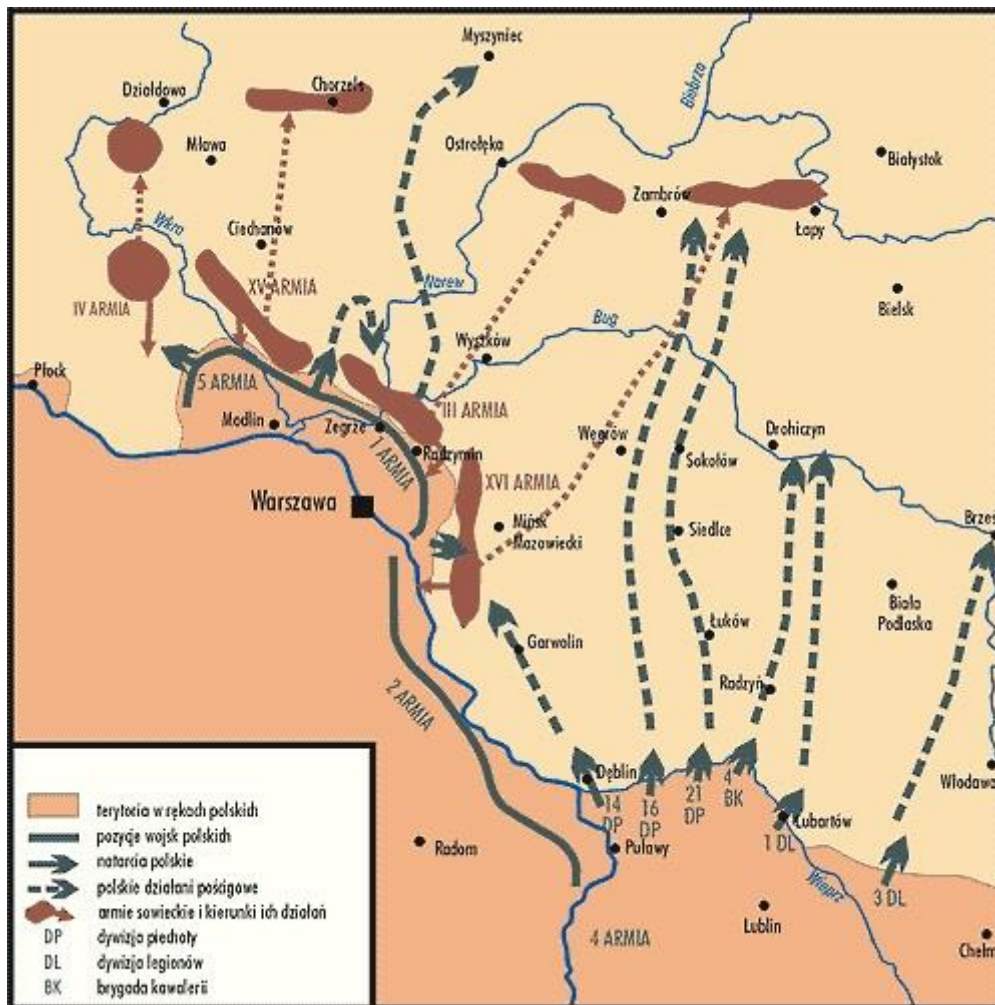 Myszyniec
Działdowo
Chorzele
Biebrza
Mława
Ostrołęka
Białystok
Zambrów
Wkra
Ciechanów
Łapy
XV ARMIA
Narew
IV ARMIA
Bielsk
Bug
Wyszków
Płock
5 ARMIA
III ARMIA
Modlin
Zegrze
1 ARMIA
Radzymin
Węgrów
Drohiczyn
Sokołów
XVI ARMIA
Warszawa
Mińsk
Mazowiecki
Siedlce
Brześ
Biała
Podlaska
Garwolin
Łuków
Radzyń
2 ARMIA
Dęblin
Włodawa
14
DP
16
DP
21
DP
4
BK
Lubartów
1 DL
Radom
Puławy
Wieprz
3 DL
Lublin
4 ARMIA
Chełm
terytoria w rękach polskich
pozycje wojsk polskich
natarcia polskie
polskie działani pościgowe
armie sowieckie i kierunki ich działań
DP dywizja piechoty
DL dywizja legionów
BK brygada kawalerii